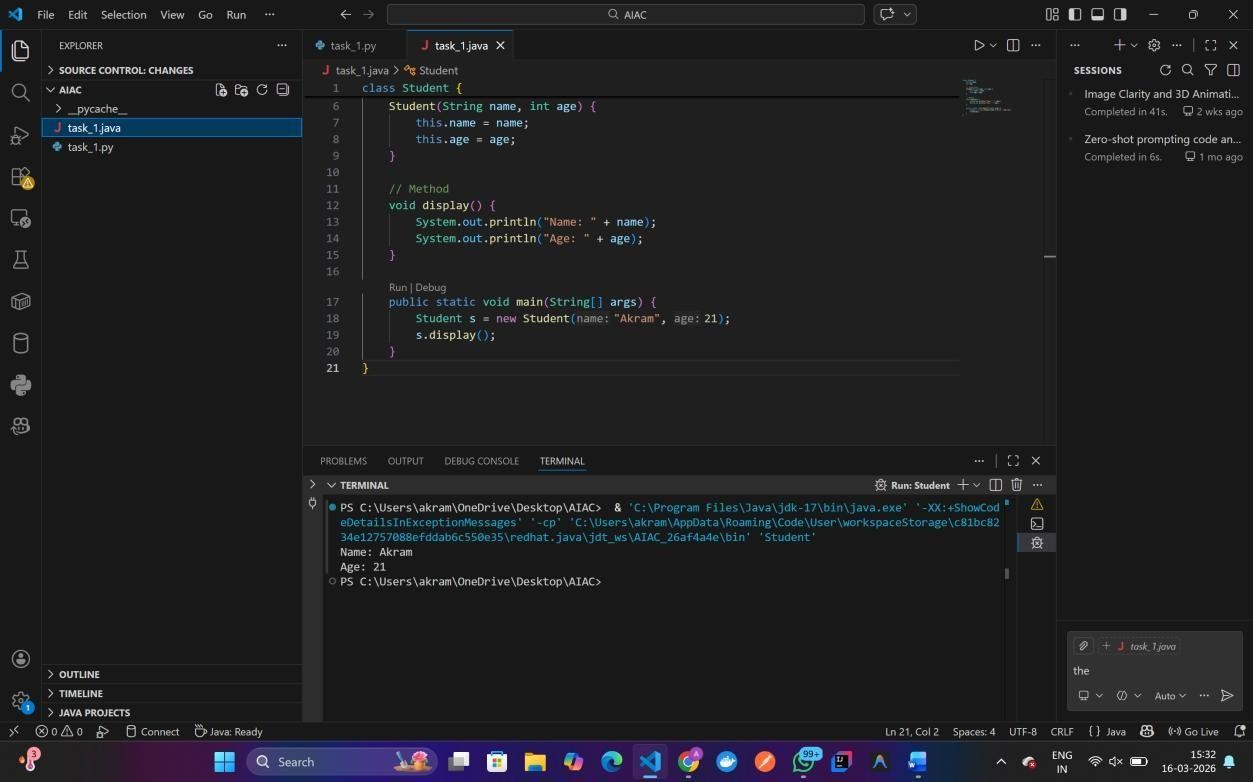 File Edit Selection View Go Run ···
AIAC
EXPLORER ···
SOURCE CONTROL: CHANGES
AIAC
__pycache__
J task_1.java
task_1.py
OUTLINE
TIMELINE
JAVA PROJECTS
task_1.py
J task_1.java
J task_1.java > Student
1 class Student {
6 Student(String name, int age) {
7 this.name = name;
8 this.age = age;
9 }
10
11 // Method
12 void display() {
13 System.out.println("Name: " + name);
14 System.out.println("Age: " + age);
15 }
16
Run | Debug
17 public static void main(String[] args) {
18 Student s = new Student(name: "Akram", age: 21);
19 s.display();
20 }
21 }
PROBLEMS OUTPUT DEBUG CONSOLE TERMINAL
TERMINAL
Run: Student
PS C:\Users\akram\OneDrive\Desktop\AIAC> & 'C:\Program Files\Java\jdk-17\bin\java.exe' '-XX:+ShowCod
eDetailsInExceptionMessages' '-cp' 'C:\Users\akram\AppData\Roaming\Code\User\workspaceStorage\c81bc82
34e12757088efddab6c550e35\redhat.java\jdt_ws\AIAC_26af4a4e\bin' 'Student'
Name: Akram
Age: 21
PS C:\Users\akram\OneDrive\Desktop\AIAC>
SESSIONS
Image Clarity and 3D Animati...
Completed in 41s. 2 wks ago
Zero-shot prompting code an...
Completed in 6s. 1 mo ago
+ J task_1.java
the
Auto
1
0 0 Connect Java: Ready
Ln 21, Col 2 Spaces: 4 UTF-8 CRLF { } Java Go Live
3
Search
99+
ENG
IN
15:32
16-03-2026